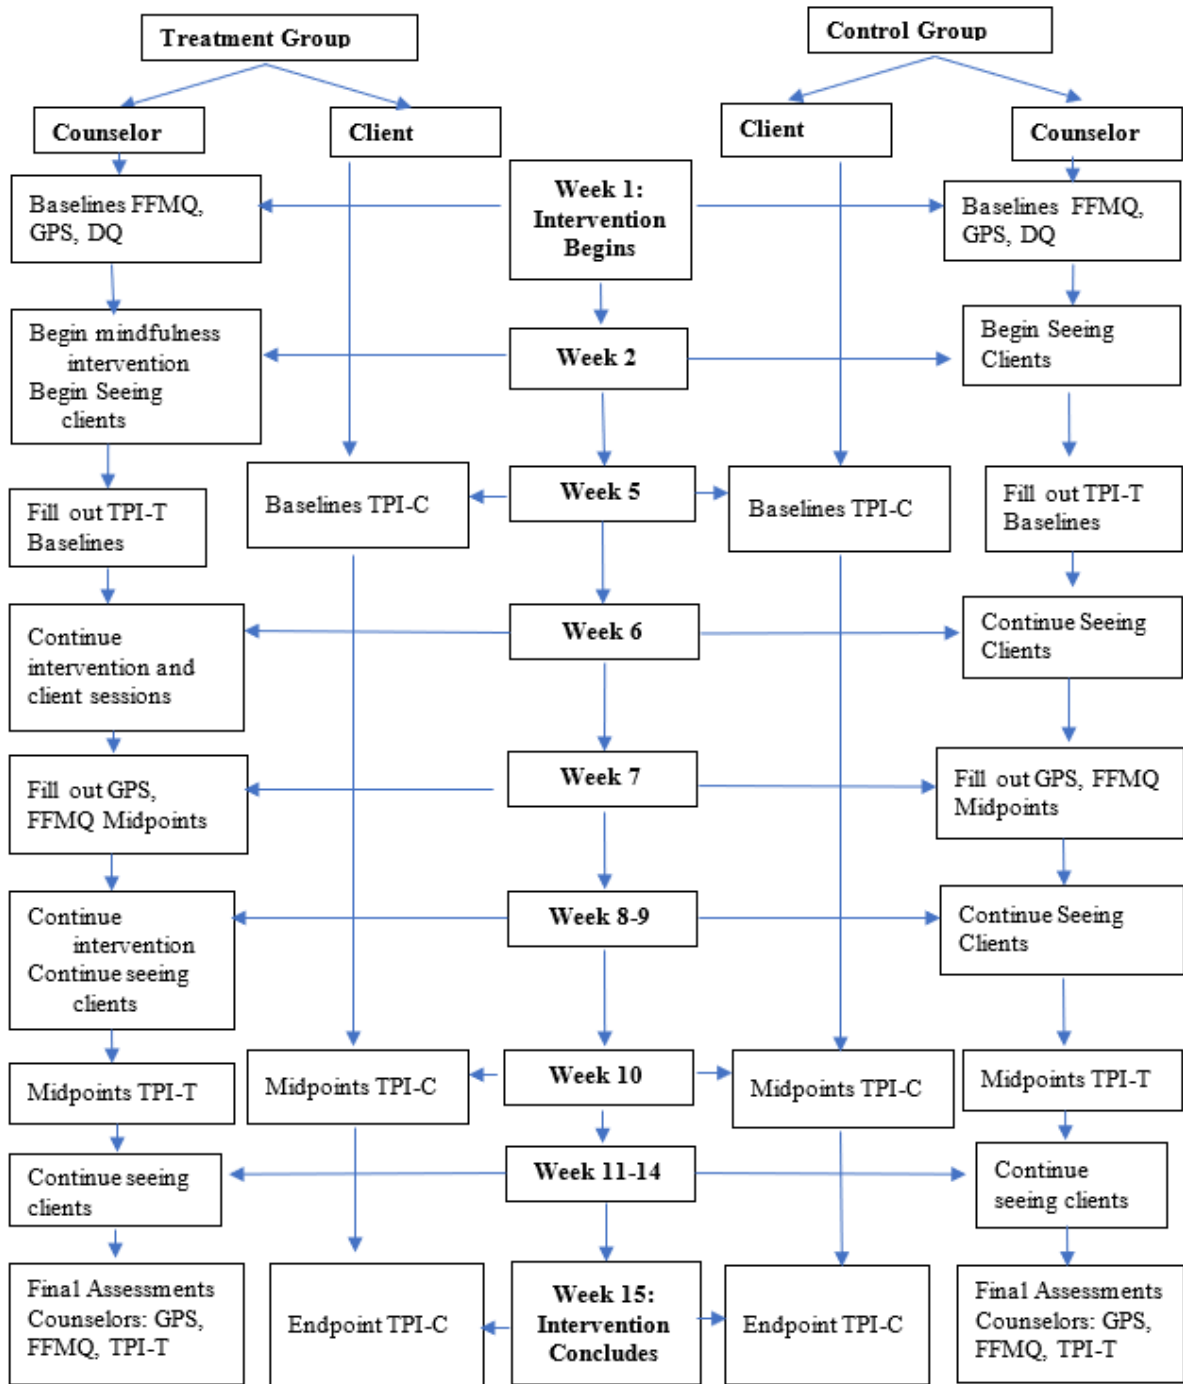 Treatment Group
Control Group
Counselor
Client
Client
Counselor
Baselines FFMQ,
GPS, DQ
Week 1:
Intervention
Begins
Baselines FFMQ,
GPS, DQ
Begin mindfulness
intervention
Begin Seeing
clients
Week 2
Begin Seeing
Clients
Fill out TPI-T
Baselines
Baselines TPI-C
Week 5
Baselines TPI-C
Fill out TPI-T
Baselines
Continue
intervention and
client sessions
Week 6
Continue Seeing
Clients
Fill out GPS,
FFMQ Midpoints
Week 7
Fill out GPS, FFMQ
Midpoints
Continue
intervention
Continue seeing
clients
Week 8-9
Continue Seeing
Clients
Midpoints TPI-T
Midpoints TPI-C
Week 10
Midpoints TPI-C
Midpoints TPI-T
Continue seeing
clients
Week 11-14
Continue
seeing clients
Final Assessments
Counselors: GPS,
FFMQ, TPI-T
Endpoint TPI-C
Week 15:
Intervention
Concludes
Endpoint TPI-C
Final Assessments
Counselors: GPS,
FFMQ, TPI-T